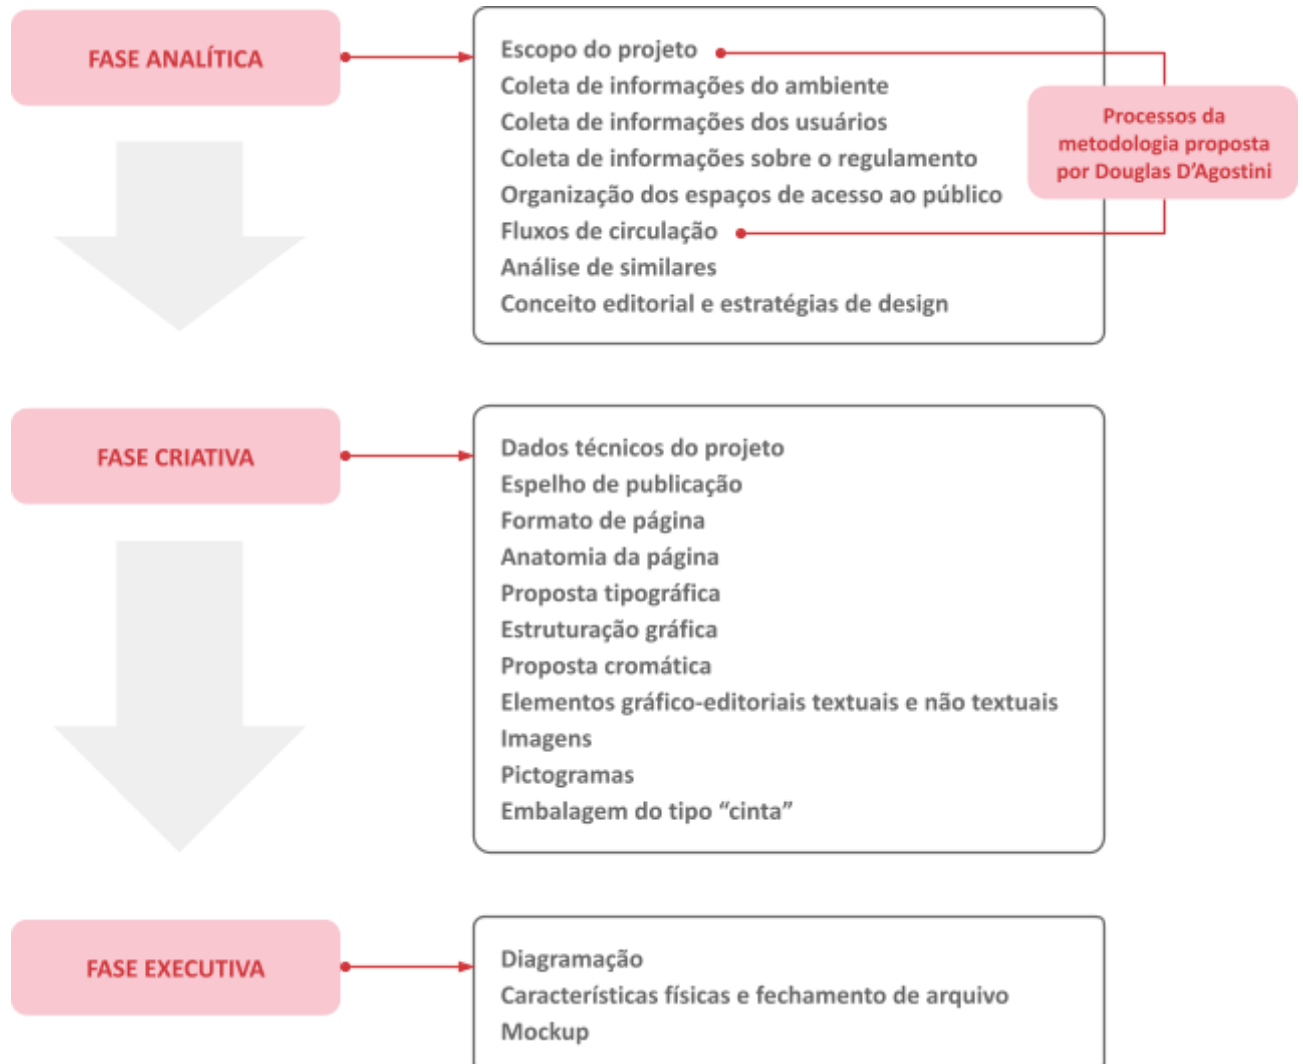 FASE ANALÍTICA
Escopo do projeto
Coleta de informações do ambiente
Coleta de informações dos usuários
Coleta de informações sobre o regulamento
Organização dos espaços de acesso ao público
Fluxos de circulação
Análise de similares
Conceito editorial e estratégias de design
Processos da
metodologia proposta
por Douglas D’Agostini
FASE CRIATIVA
Dados técnicos do projeto
Espelho de publicação
Formato de página
Anatomia da página
Proposta tipográfica
Estruturação gráfica
Proposta cromática
Elementos gráfico-editoriais textuais e não textuais
Imagens
Pictogramas
Embalagem do tipo “cinta”
FASE EXECUTIVA
Diagramação
Características físicas e fechamento de arquivo
Mockup